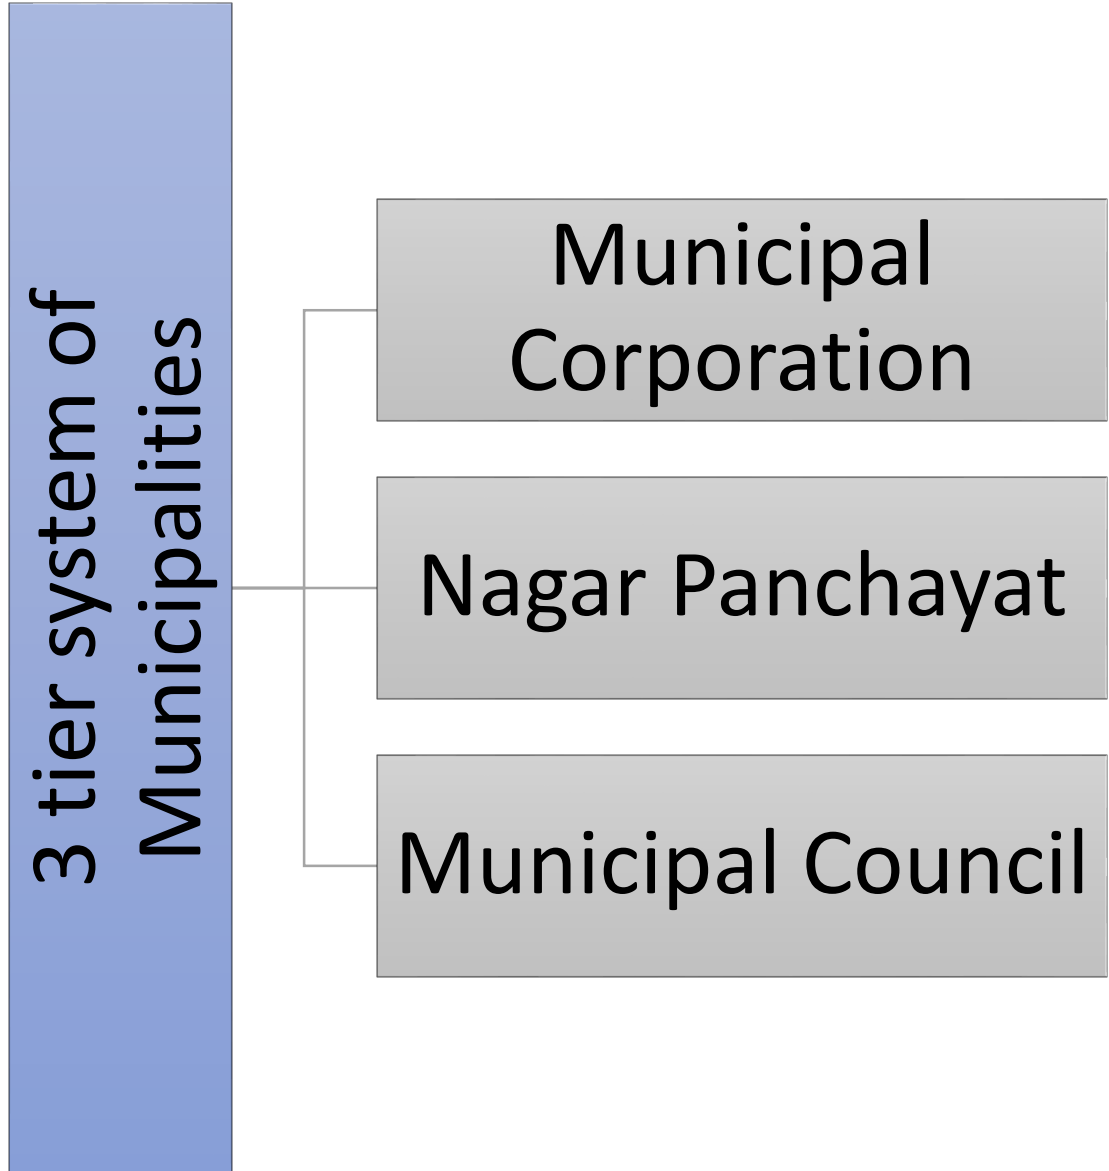 3 tier system of
Municipalities
Municipal
Corporation
Nagar Panchayat
Municipal Council